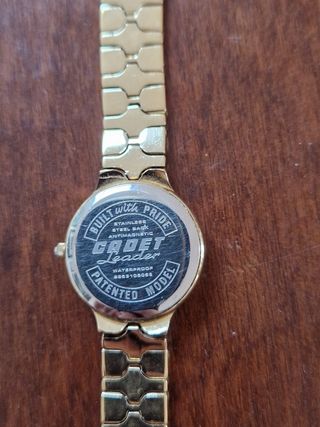 BUILT with PRIDE
STAINLESS
STEEL BACK
ANTIMAGNETIC
CADET
Leader
WATERPROOF
PATENTED MODEL